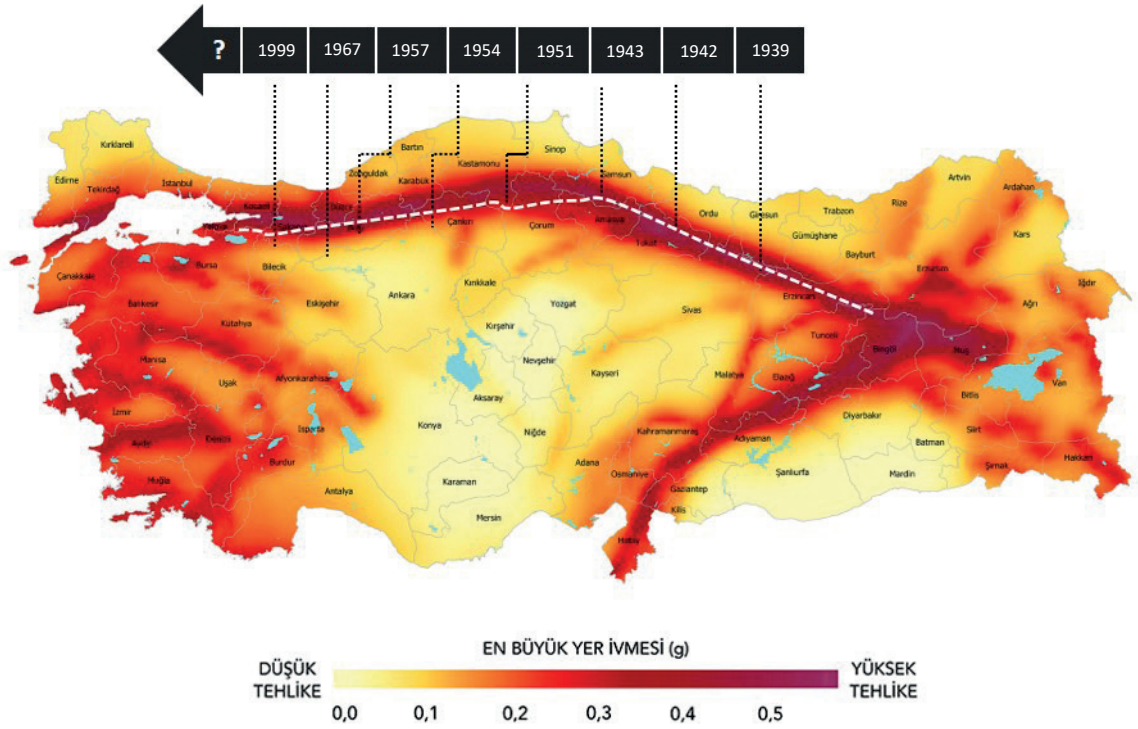 ? 1999 1967 1957 1954 1951 1943 1942 1939
Kırklareli
Edirne
Tekirdağ
İstanbul
Kocaeli
Yalova
Düzce
Zonguldak
Bartın
Karabük
Kastamonu
Sinop
Samsun
Çankırı
Çorum
Amasya
Tokat
Ordu
Giresun
Trabzon
Gümüşhane
Rize
Artvin
Ardahan
Kars
Bayburt
Erzurum
Erzincan
Iğdır
Ağrı
Çanakkale
Bursa
Bilecik
Balıkesir
Kütahya
Eskişehir
Ankara
Kırıkkale
Yozgat
Sivas
Kırşehir
Nevşehir
Tunceli
Bingöl
Muş
Van
Bitlis
Manisa
Uşak
Afyonkarahisar
Aksaray
Kayseri
Malatya
Elazığ
Diyarbakır
İzmir
Aydın
Denizli
Isparta
Konya
Niğde
Kahramanmaraş
Adıyaman
Batman
Siirt
Muğla
Burdur
Antalya
Karaman
Mersin
Adana
Osmaniye
Gaziantep
Kilis
Hatay
Şanlıurfa
Mardin
Şırnak
Hakkari
EN BÜYÜK YER İVMESİ (g)
DÜŞÜK TEHLİKE
YÜKSEK TEHLİKE
0,0 0,1 0,2 0,3 0,4 0,5